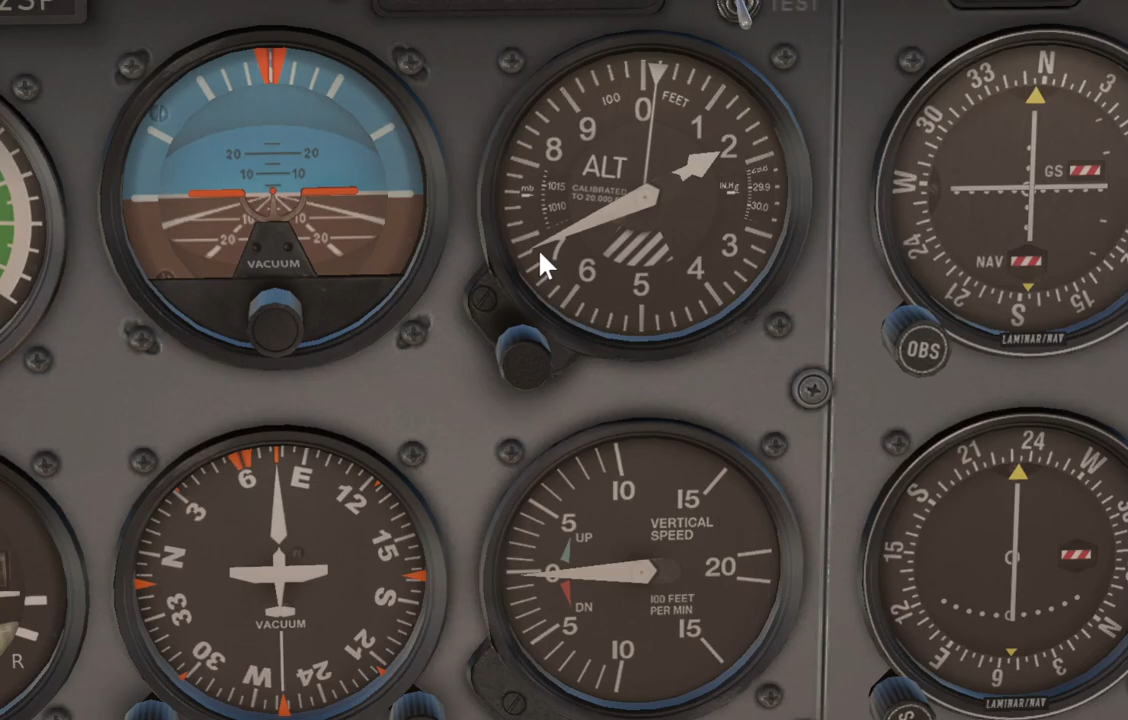 ZSP
TEST
20 20
10 10
10 10
20 20
VACUUM
100 FEET
0
1
2
3
4
5
6
8
9
ALT
CALIBRATED
TO 20,000
mb
1015
1010
IN.Hg
29.9
30.0
N
3
33
30
W
24
21
S
15
GS
NAV
LAMINAR/NAV
OBS
6
E
12
15
S
21
24
W
30
33
N
3
VACUUM
5
10
15
20
15
10
5
0
UP
DN
VERTICAL
SPEED
100 FEET
PER MIN
21
24
W
S
15
12
E
6
3
N
LAMINAR/NAV
R